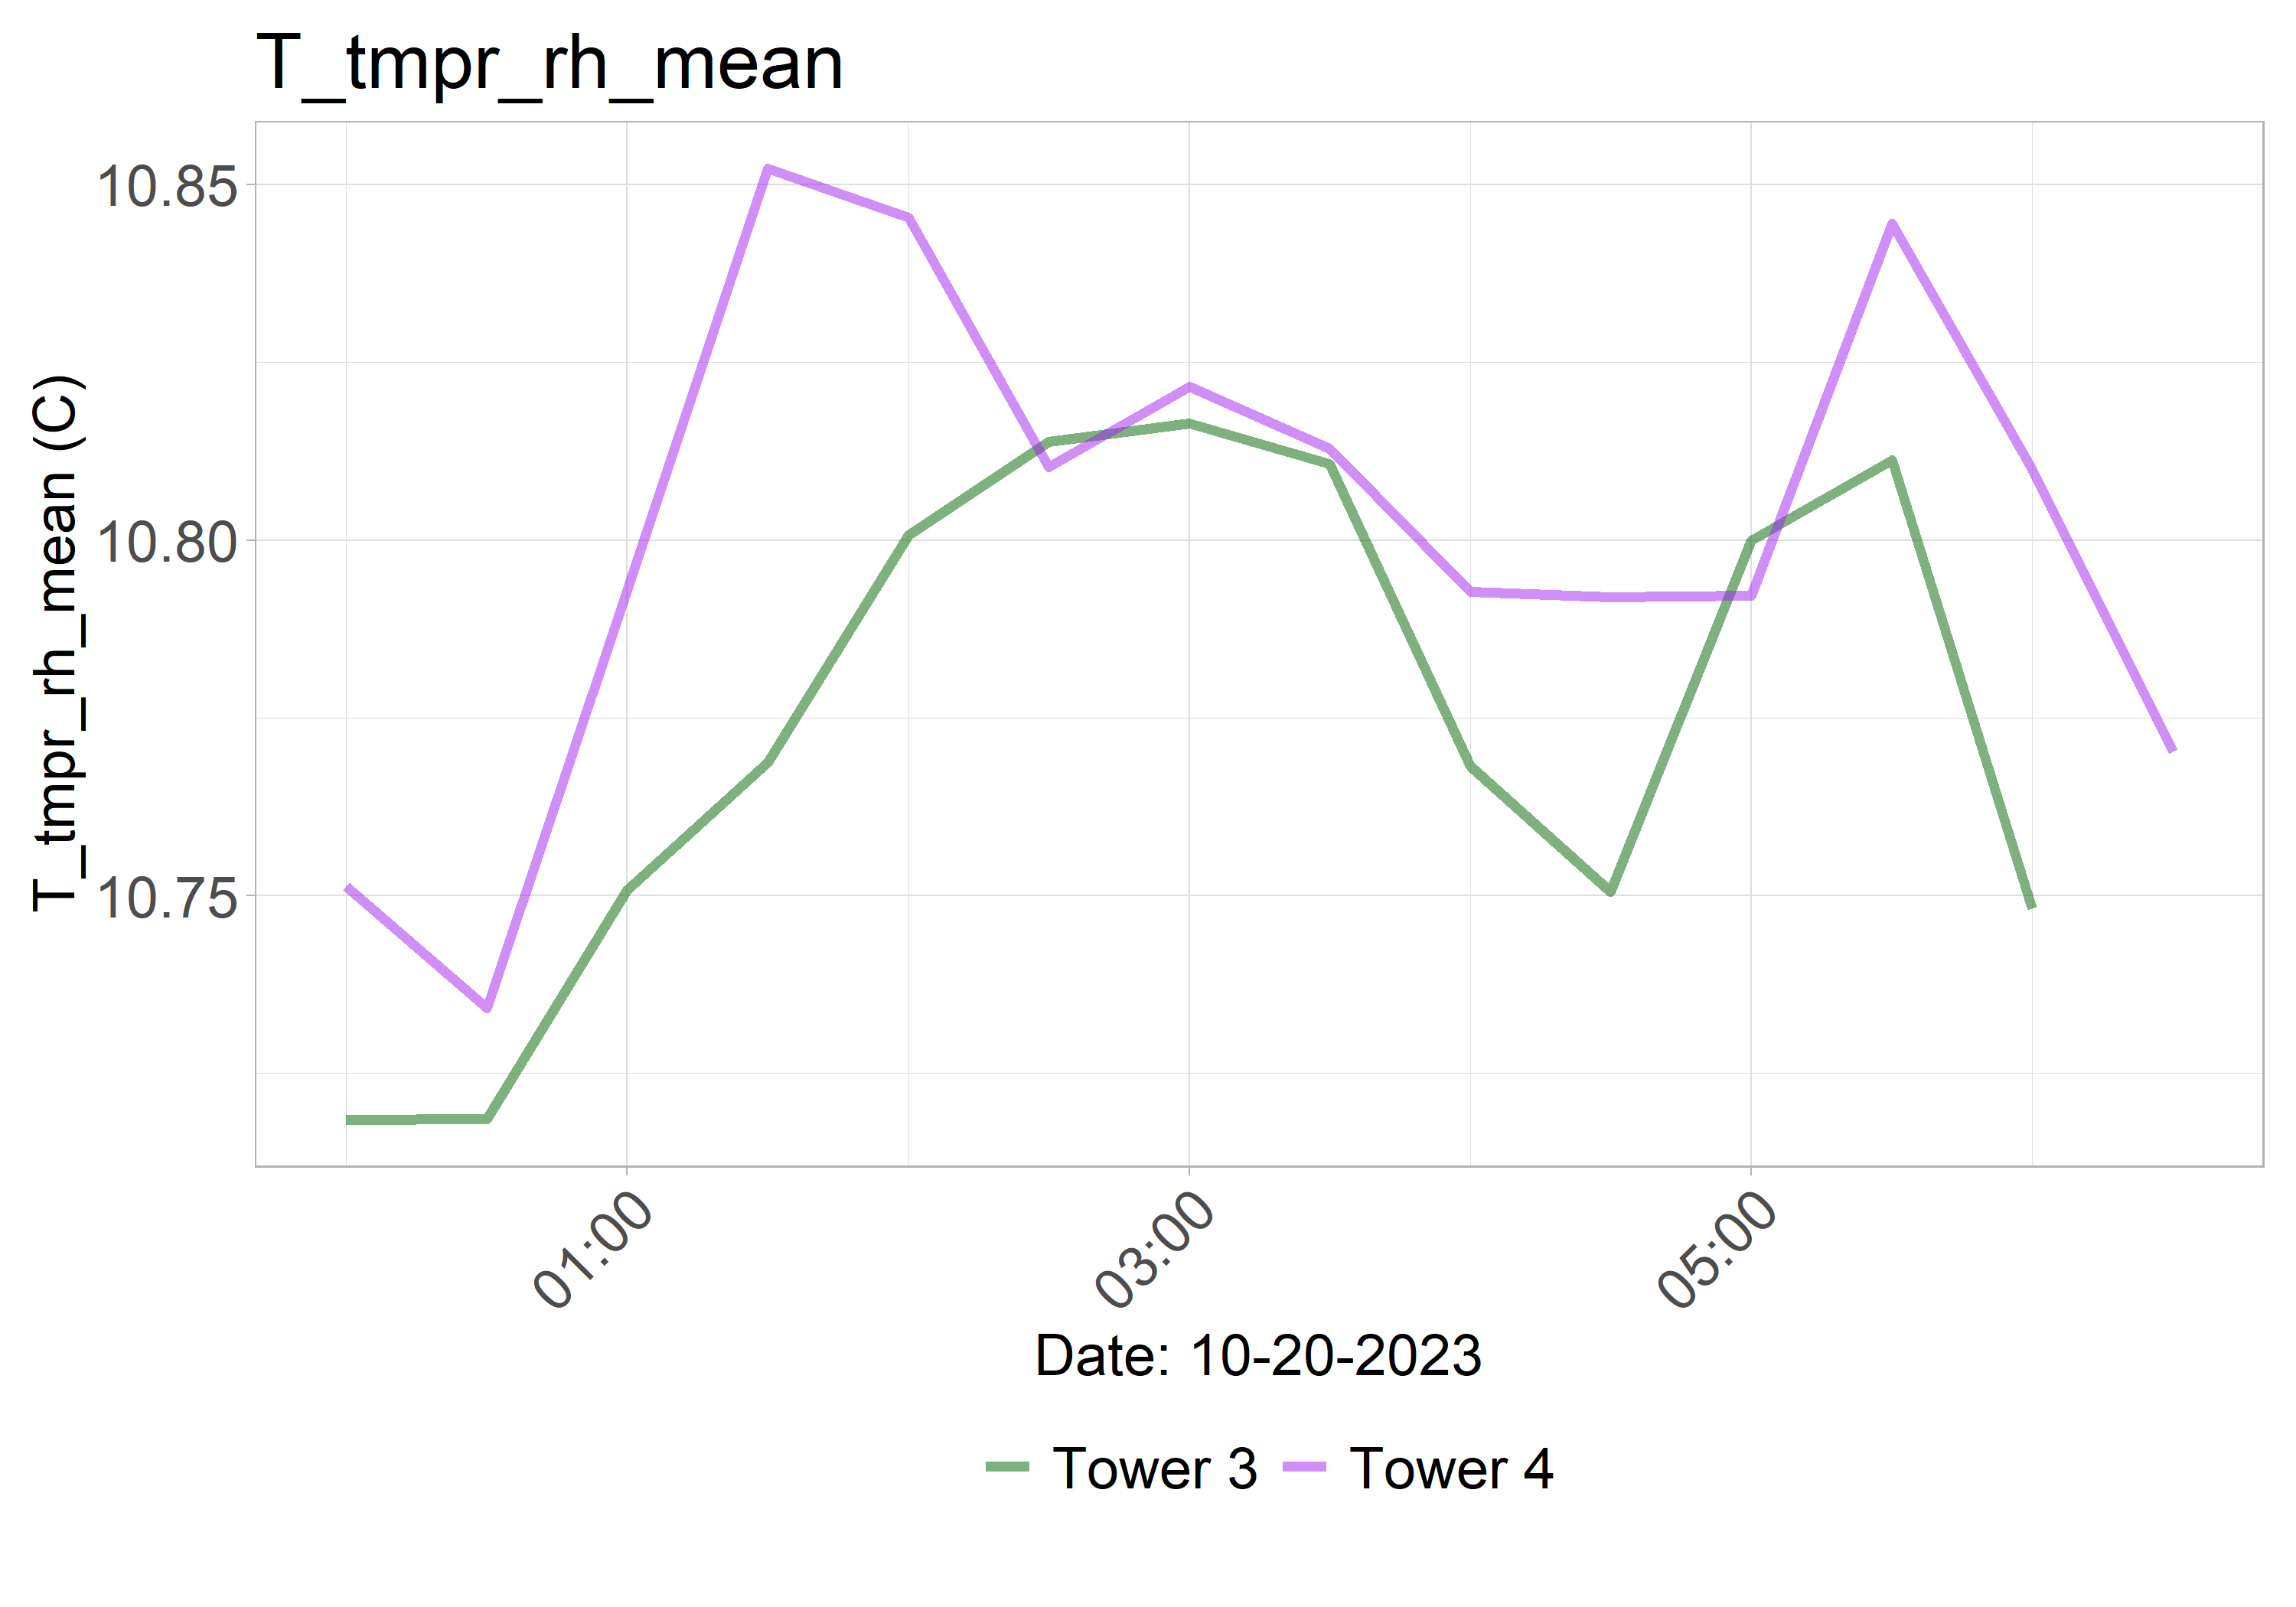 T_tmpr_rh_mean
T_tmpr_rh_mean (C)
10.85
10.80
10.75
01:00
03:00
05:00
Date: 10-20-2023
Tower 3
Tower 4